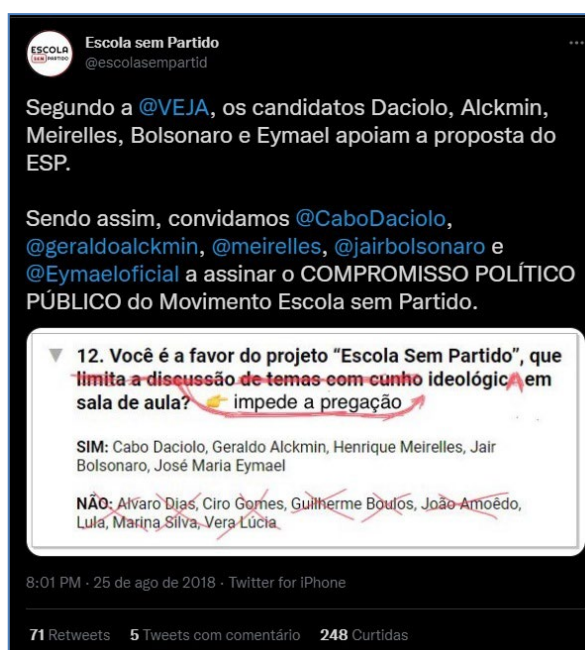 ESCOLA
SEM PARTIDO
Escola sem Partido
@escolasempartid
Segundo a @VEJA, os candidatos Daciolo, Alckmin,
Meirelles, Bolsonaro e Eymael apoiam a proposta do
ESP.
Sendo assim, convidamos @CaboDaciolo,
@geraldoalckmin, @meirelles, @jairbolsonaro e
@Eymaeloficial a assinar o COMPROMISSO POLÍTICO
PÚBLICO do Movimento Escola sem Partido.
12. Você é a favor do projeto “Escola Sem Partido”, que
limita a discussão de temas com cunho ideológicA em
sala de aula? 👉 impede a pregação
SIM: Cabo Daciolo, Geraldo Alckmin, Henrique Meirelles, Jair
Bolsonaro, José Maria Eymael
NÃO: Alvaro Dias, Ciro Gomes, Guilherme Boulos, João Amoêdo,
Lula, Marina Silva, Vera Lúcia
8:01 PM · 25 de ago de 2018 · Twitter for iPhone
71 Retweets 5 Tweets com comentário 248 Curtidas